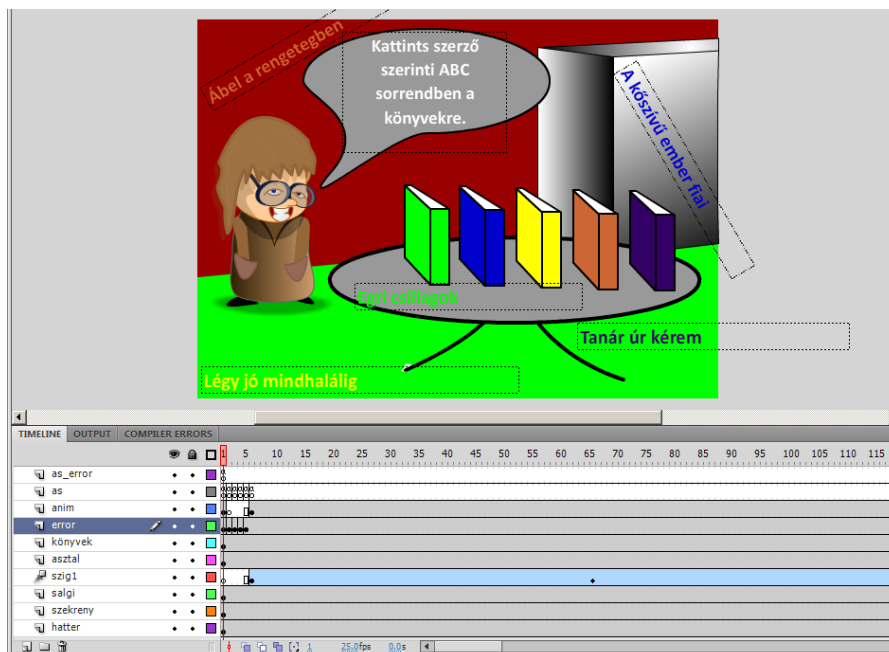 Ábel a rengetegben
Kattints szerző
szerinti ABC
sorrendben a
könyvekre.
A kőszívű ember fiai
Egri csillagok
Tanár úr kérem
Légy jó mindhalálig
TIMELINE OUTPUT COMPILER ERRORS
1 5 10 15 20 25 30 35 40 45 50 55 60 65 70 75 80 85 90 95 100 105 110 115
as_error
as
anim
error
könyvek
asztal
szig1
salgi
szekreny
hatter
1 25.0fps 0.0s